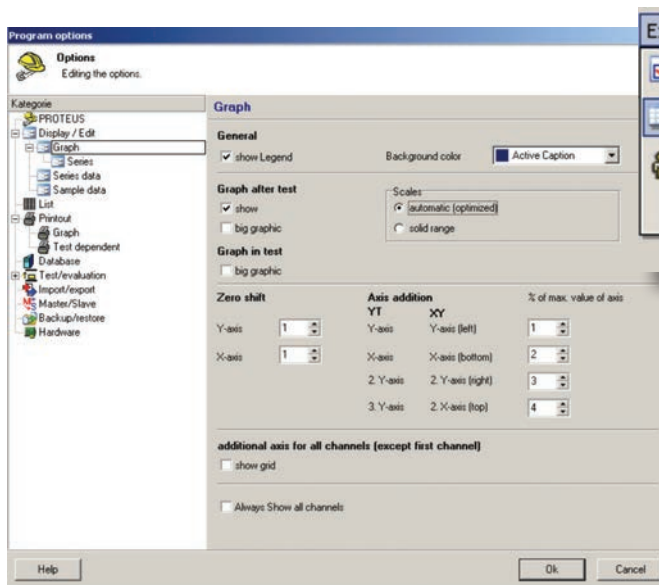 Program options
Options
Editing the options.
Kategorie
PROTEUS
Display / Edit
Graph
Series
Series data
Sample data
List
Printout
Graph
Test dependent
Database
Test/evaluation
Import/export
Master/Slave
Backup/restore
Hardware
Graph
General
show Legend
Background color
Active Caption
Graph after test
show
big graphic
Scales
automatic (optimized)
solid range
Graph in test
big graphic
Zero shift
Axis addition
% of max. value of axis
YT XY
Y-axis 1 Y-axis Y-axis (left) 1
X-axis 1 X-axis X-axis (bottom) 2
2. Y-axis 2. Y-axis (right) 3
3. Y-axis 2. X-axis (top) 4
additional axis for all channels (except first channel)
show grid
Always Show all channels
Help Ok Cancel